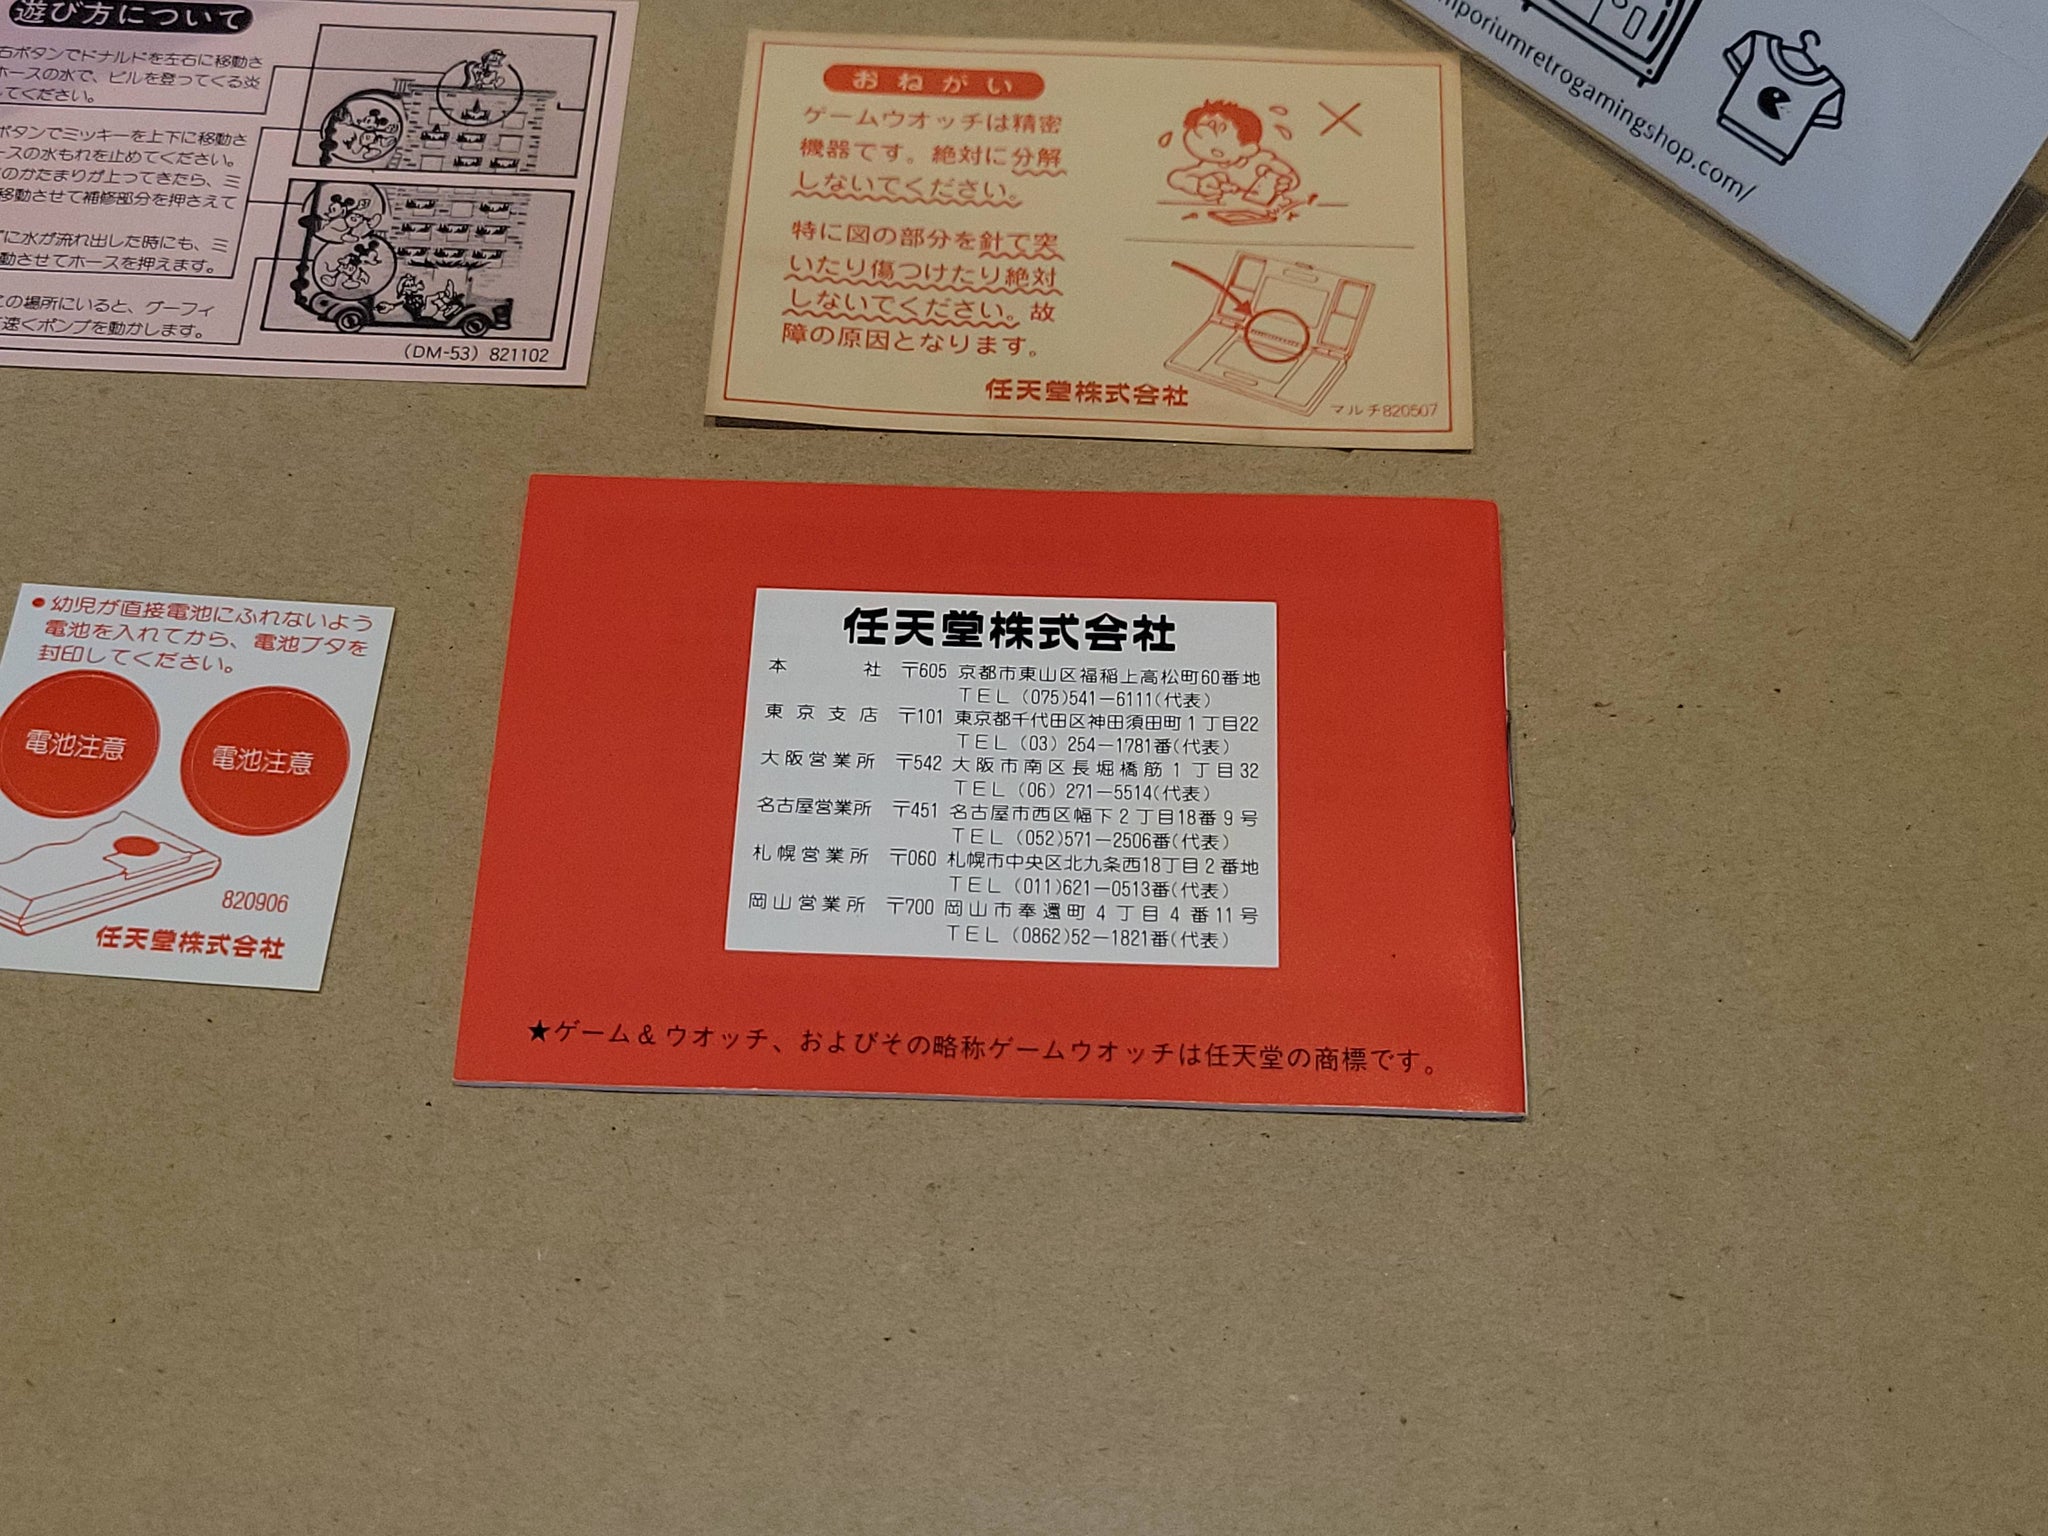 遊び方について
右ボタンでドナルドを左右に移動さ
ホースの水で、ビルを登ってくる炎
してください。
ボタンでミッキーを上下に移動さ
ースの水もれを止めてください。
のかたまりが上ってきたら、ミ
移動させて補修部分を押さえて
に水が流れ出した時にも、ミ
動させてホースを押えます。
この場所にいると、グーフィ
速くポンプを動かします。
(DM-53) 821102
おねがい
ゲームウオッチは精密
機器です。絶対に分解
しないでください。
特に図の部分を針で突
いたり傷つけたり絶対
しないでください。故
障の原因となります。
任天堂株式会社
マルチ820507
mporiumretrogamingshop.com/
●幼児が直接電池にふれないよう
電池を入れてから、電池ブタを
封印してください。
電池注意
電池注意
820906
任天堂株式会社
任天堂株式会社
本社 〒605 京都市東山区福稲上高松町60番地
TEL (075)541-6111(代表)
東京支店 〒101 東京都千代田区神田須田町1丁目22
TEL (03) 254-1781番(代表)
大阪営業所 〒542 大阪市南区長堀橋筋1丁目32
TEL (06) 271-5514(代表)
名古屋営業所 〒451 名古屋市西区幅下2丁目18番9号
TEL (052)571-2506番(代表)
札幌営業所 〒060 札幌市中央区北九条西18丁目2番地
TEL (011)621-0513番(代表)
岡山営業所 〒700 岡山市奉還町4丁目4番11号
TEL (0862)52-1821番(代表)
★ゲーム&ウオッチ、およびその略称ゲームウオッチは任天堂の商標です。